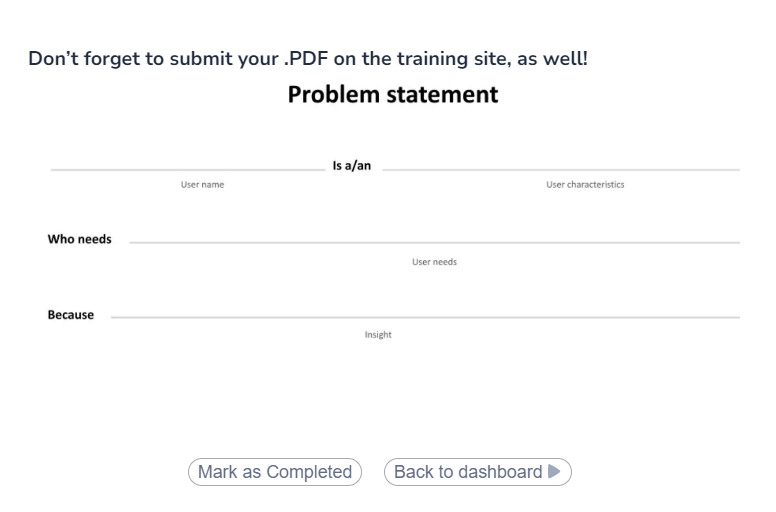 Don't forget to submit your .PDF on the training site, as well!
Problem statement
Is a/an
User name User characteristics
Who needs
User needs
Because
Insight
Mark as Completed Back to dashboard